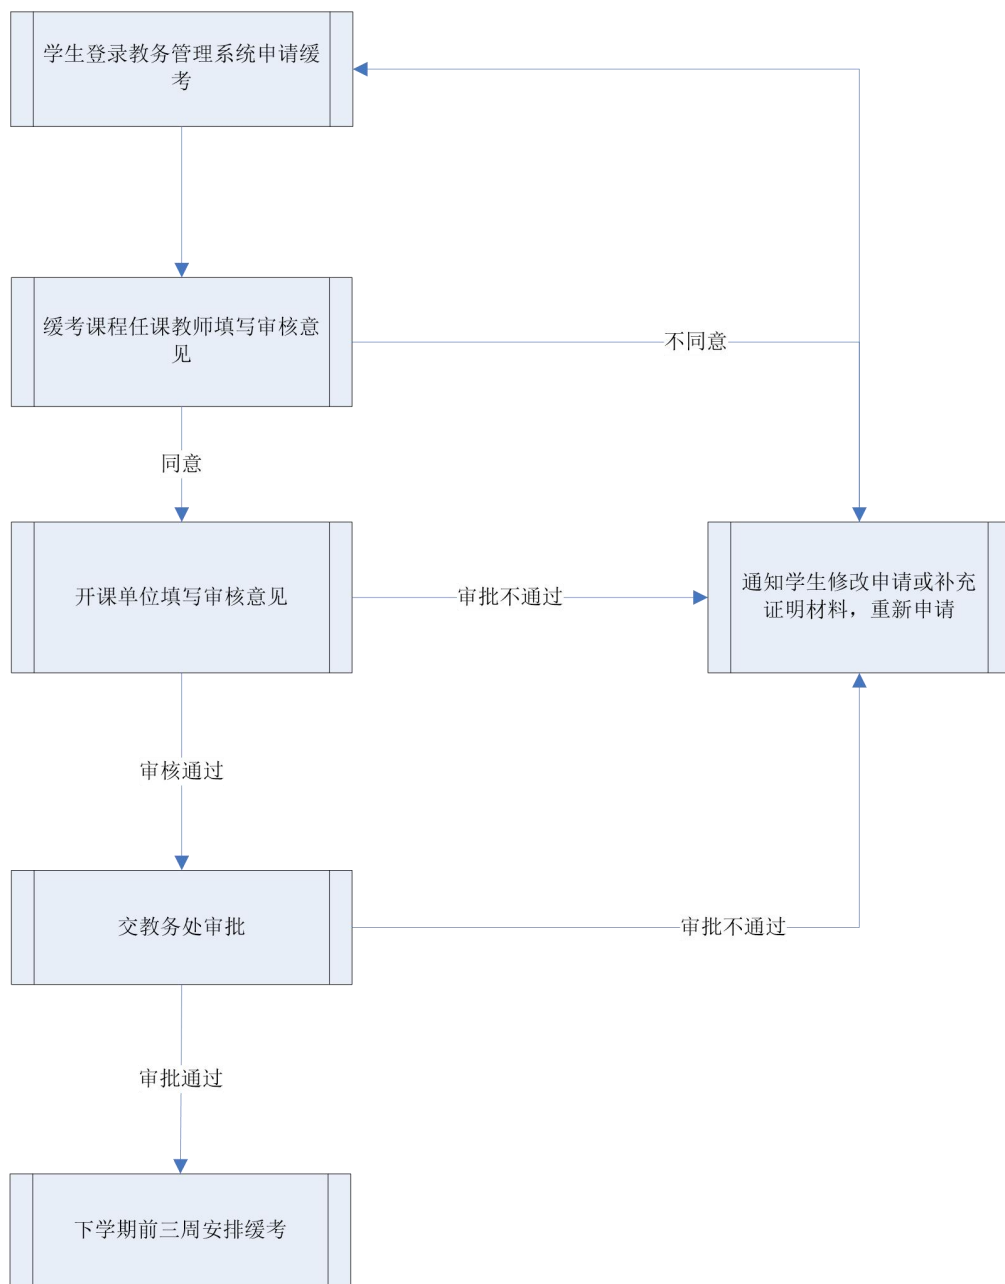 学生登录教务管理系统申请缓
考
缓考课程任课教师填写审核意
见
不同意
同意
开课单位填写审核意见
审批不通过
通知学生修改申请或补充
证明材料，重新申请
审核通过
交教务处审批
审批不通过
审批通过
下学期前三周安排缓考